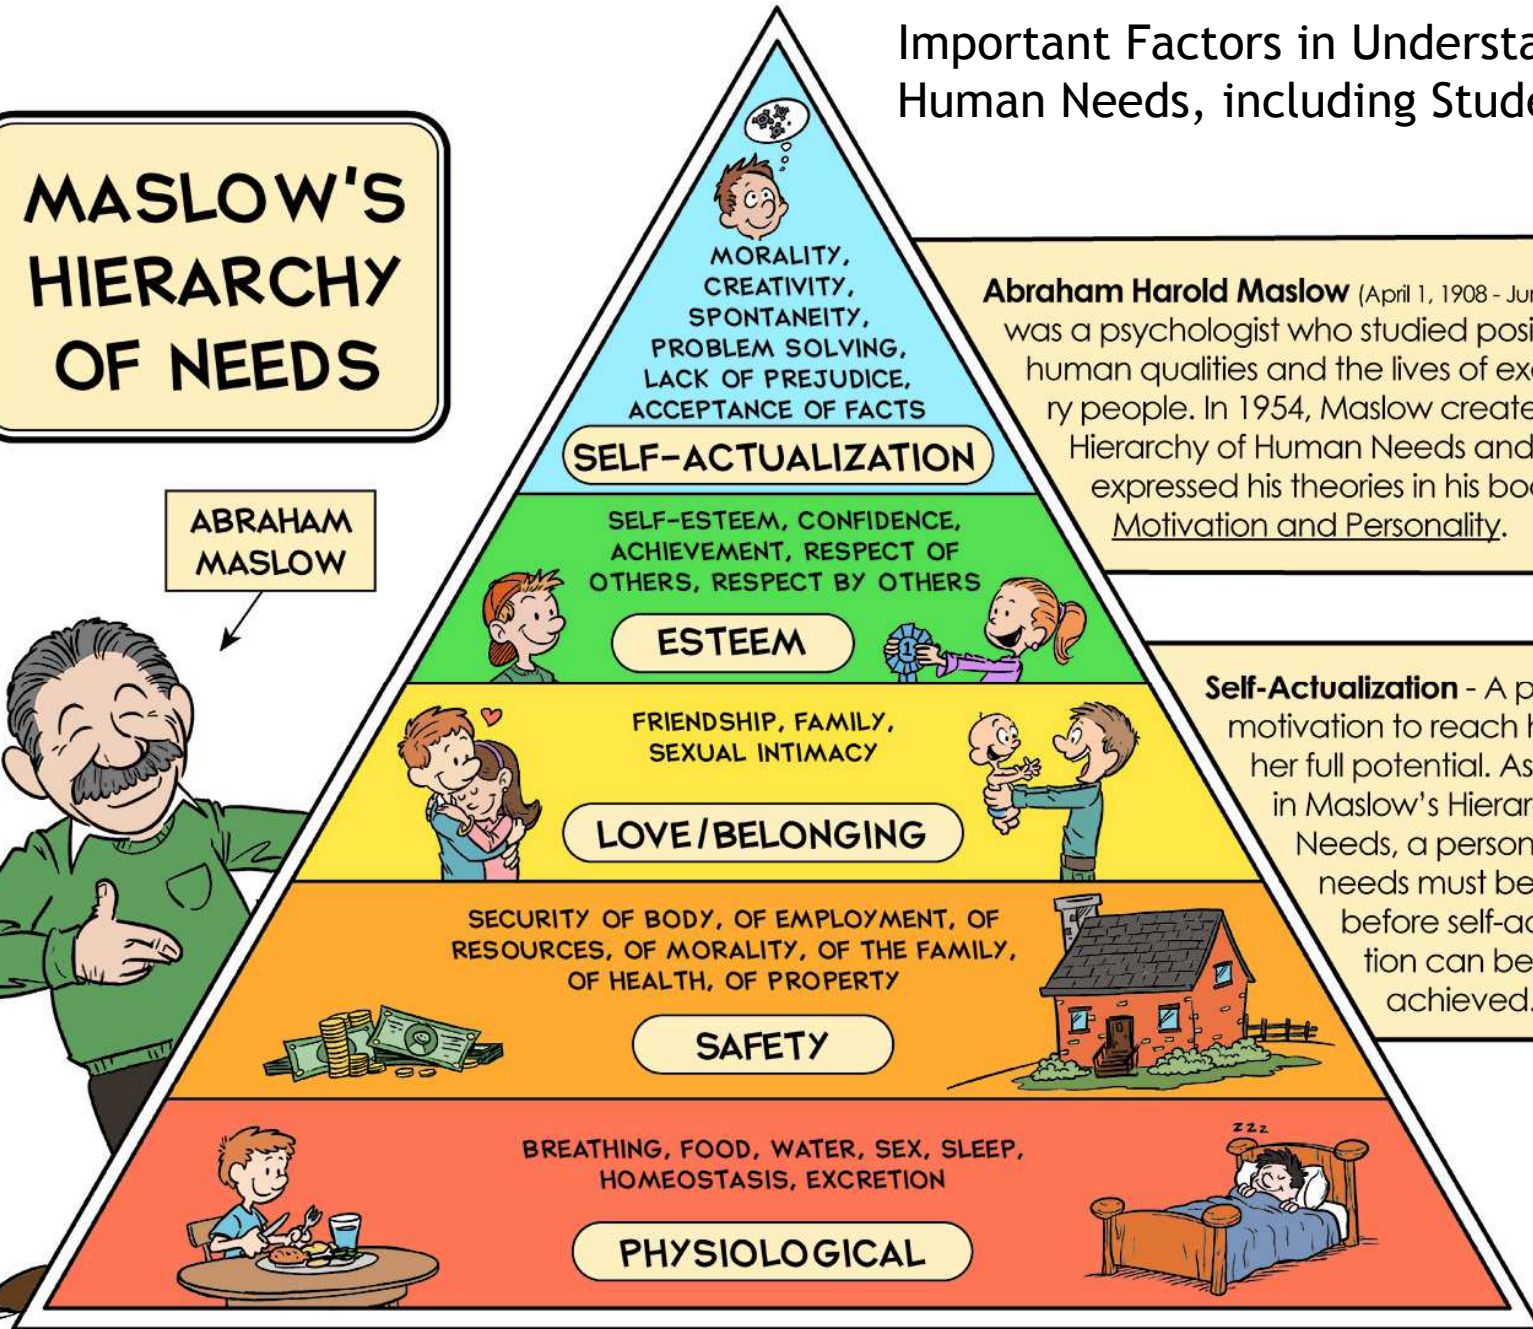 Important Factors in Understa
Human Needs, including Stude
MASLOW'S
HIERARCHY
OF NEEDS
ABRAHAM
MASLOW
MORALITY,
CREATIVITY,
SPONTANEITY,
PROBLEM SOLVING,
LACK OF PREJUDICE,
ACCEPTANCE OF FACTS
SELF-ACTUALIZATION
SELF-ESTEEM, CONFIDENCE,
ACHIEVEMENT, RESPECT OF
OTHERS, RESPECT BY OTHERS
ESTEEM
1
FRIENDSHIP, FAMILY,
SEXUAL INTIMACY
LOVE/BELONGING
SECURITY OF BODY, OF EMPLOYMENT, OF
RESOURCES, OF MORALITY, OF THE FAMILY,
OF HEALTH, OF PROPERTY
SAFETY
BREATHING, FOOD, WATER, SEX, SLEEP,
HOMEOSTASIS, EXCRETION
PHYSIOLOGICAL
zzz
Abraham Harold Maslow (April 1, 1908 - Jun
was a psychologist who studied posi
human qualities and the lives of exc
ry people. In 1954, Maslow create
Hierarchy of Human Needs and
expressed his theories in his boo
Motivation and Personality.
Self-Actualization - A p
motivation to reach h
her full potential. As
in Maslow's Hierar
Needs, a person
needs must be
before self-ac
tion can be
achieved.